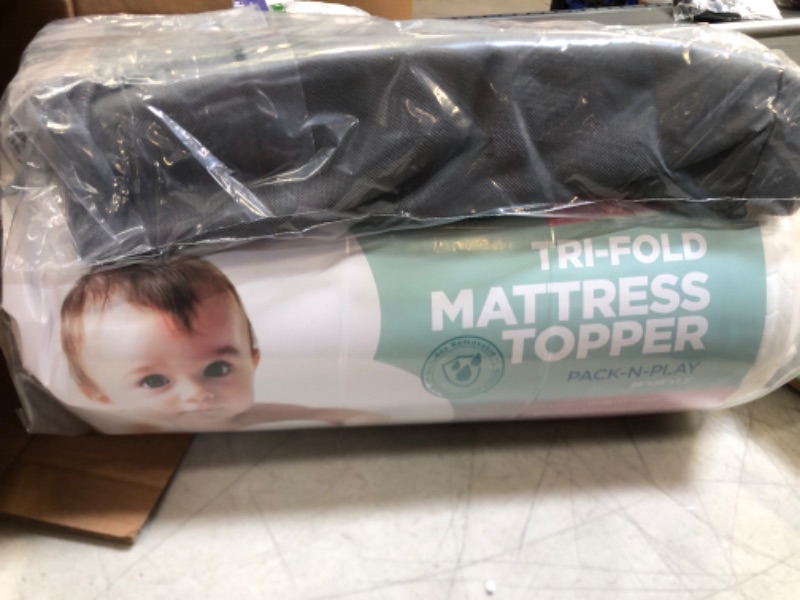 TRI-FOLD
MATTRESS
TOPPER
PACK-N-PLAY